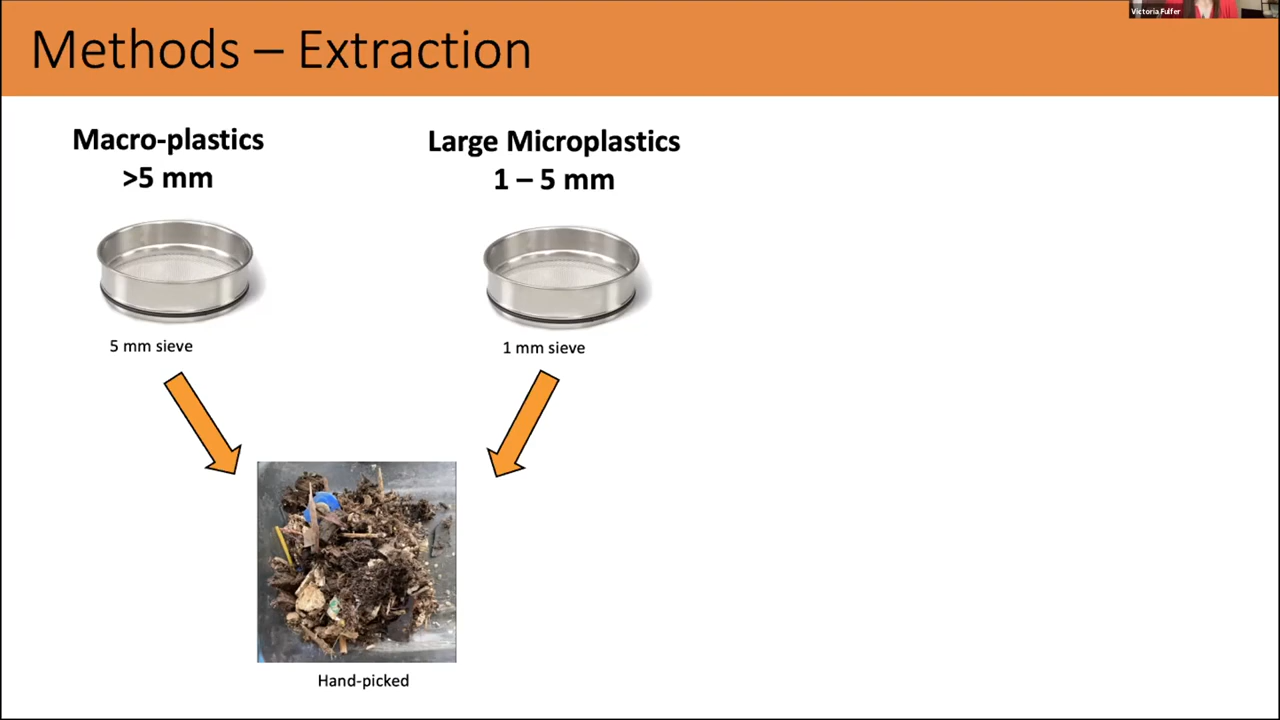 Victoria Fulfer
Methods – Extraction
Macro-plastics
>5 mm
Large Microplastics
1 – 5 mm
5 mm sieve
1 mm sieve
Hand-picked